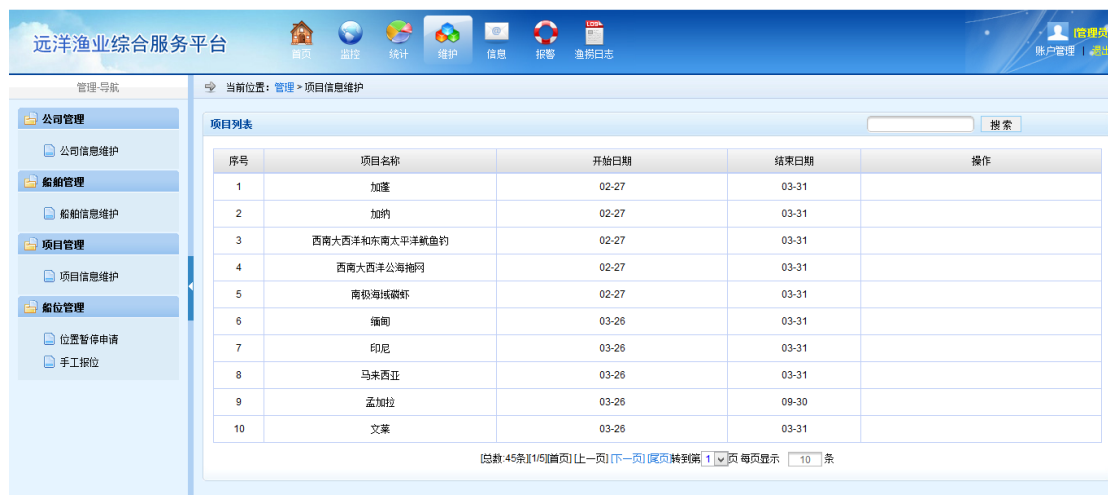 远洋渔业综合服务平台
首页 监控 统计 维护 信息 报警 渔捞日志
[管理员
账户管理 | 退出
管理-导航
公司管理
公司信息维护
船舶管理
船舶信息维护
项目管理
项目信息维护
船位管理
位置暂停申请
手工报位
当前位置：管理 > 项目信息维护
项目列表 搜索
序号 项目名称 开始日期 结束日期 操作
1 加蓬 02-27 03-31
2 加纳 02-27 03-31
3 西南大西洋和东南太平洋鱿鱼钓 02-27 03-31
4 西南大西洋公海拖网 02-27 03-31
5 南极海域磷虾 02-27 03-31
6 缅甸 03-26 03-31
7 印尼 03-26 03-31
8 马来西亚 03-26 03-31
9 孟加拉 03-26 09-30
10 文莱 03-26 03-31
[总数:45条][1/5][首页] [上一页] [下一页] [尾页]转到第 1 页 每页显示 10 条